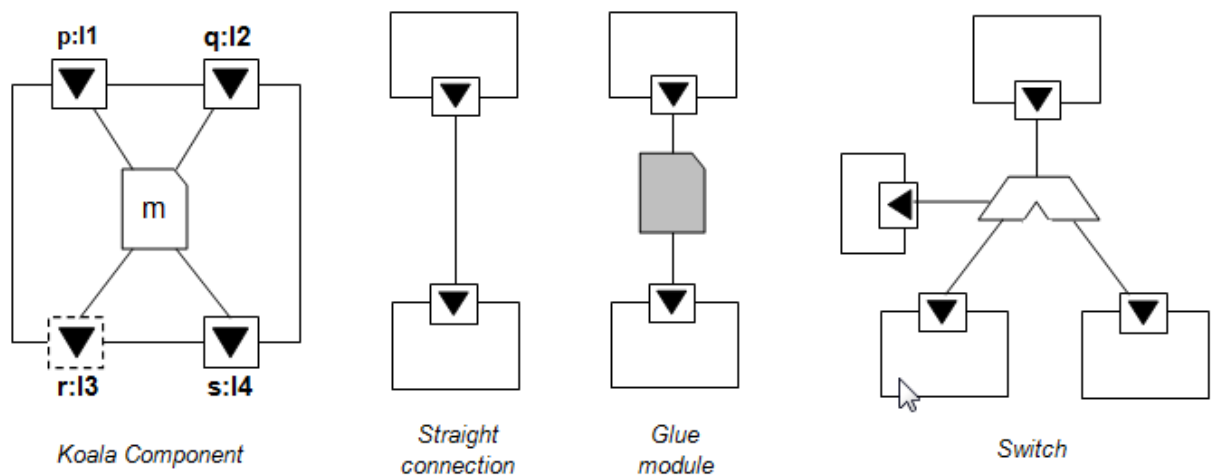 p:I1
q:I2
m
r:I3
s:I4
Koala Component
Straight
connection
Glue
module
Switch